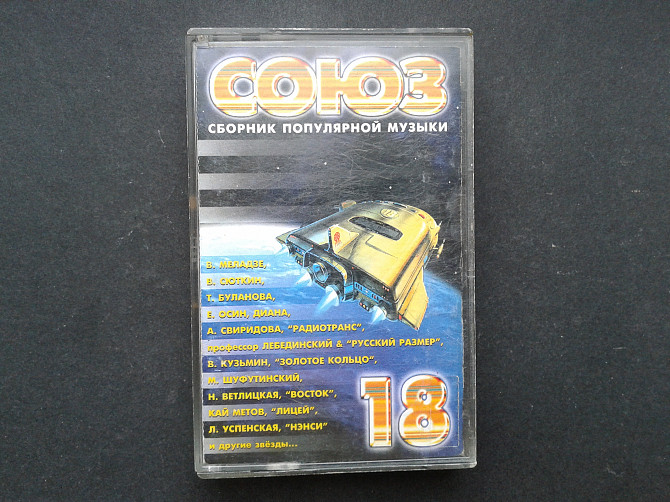 СОЮЗ
СБОРНИК ПОПУЛЯРНОЙ МУЗЫКИ
В. МЕЛАДЗЕ,
В. СЮТКИН,
Т. БУЛАНОВА,
Е. ОСИН, ДИАНА,
А. СВИРИДОВА, "РАДИОТРАНС",
профессор ЛЕБЕДИНСКИЙ & "РУССКИЙ РАЗМЕР",
В. КУЗЬМИН, "ЗОЛОТОЕ КОЛЬЦО",
М. ШУФУТИНСКИЙ,
Н. ВЕТЛИЦКАЯ, "ВОСТОК",
КАЙ МЕТОВ, "ЛИЦЕЙ",
Л. УСПЕНСКАЯ, "НЭНСИ"
и другие звёзды...
18